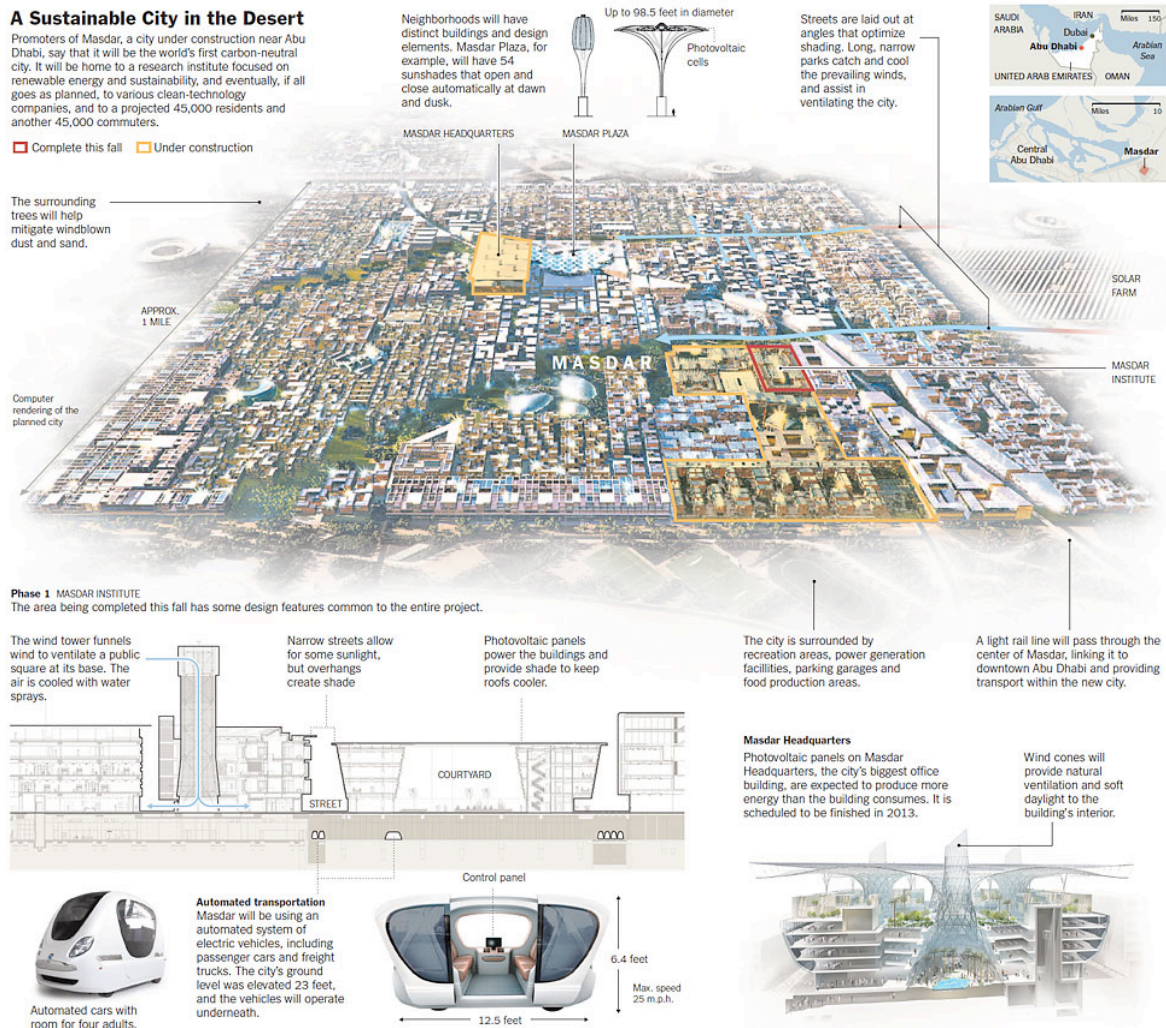 A Sustainable City in the Desert
Promoters of Masdar, a city under construction near Abu
Dhabi, say that it will be the world's first carbon-neutral
city. It will be home to a research institute focused on
renewable energy and sustainability, and eventually, if all
goes as planned, to various clean-technology
companies, and to a projected 45,000 residents and
another 45,000 commuters.
Complete this fall
Under construction
Neighborhoods will have
distinct buildings and design
elements. Masdar Plaza, for
example, will have 54
sunshades that open and
close automatically at dawn
and dusk.
Up to 98.5 feet in diameter
Photovoltaic
cells
Streets are laid out at
angles that optimize
shading. Long, narrow
parks catch and cool
the prevailing winds,
and assist in
ventilating the city.
SAUDI
ARABIA
IRAN
Miles 150
Dubai
Abu Dhabi
Arabian
Sea
UNITED ARAB EMIRATES
OMAN
Arabian Gulf
Miles 10
Central
Abu Dhabi
Masdar
MASDAR HEADQUARTERS
MASDAR PLAZA
The surrounding
trees will help
mitigate windblown
dust and sand.
APPROX.
1 MILE
SOLAR
FARM
MASDAR
MASDAR
INSTITUTE
Computer
rendering of the
planned city
Phase 1 MASDAR INSTITUTE
The area being completed this fall has some design features common to the entire project.
The wind tower funnels
wind to ventilate a public
square at its base. The
air is cooled with water
sprays.
Narrow streets allow
for some sunlight,
but overhangs
create shade
Photovoltaic panels
power the buildings and
provide shade to keep
roofs cooler.
The city is surrounded by
recreation areas, power generation
facillities, parking garages and
food production areas.
A light rail line will pass through the
center of Masdar, linking it to
downtown Abu Dhabi and providing
transport within the new city.
COURTYARD
STREET
Masdar Headquarters
Photovoltaic panels on Masdar
Headquarters, the city's biggest office
building, are expected to produce more
energy than the building consumes. It is
scheduled to be finished in 2013.
Wind cones will
provide natural
ventilation and soft
daylight to the
building's interior.
Automated cars with
room for four adults.
Automated transportation
Masdar will be using an
automated system of
electric vehicles, including
passenger cars and freight
trucks. The city's ground
level was elevated 23 feet,
and the vehicles will operate
underneath.
Control panel
6.4 feet
Max. speed
25 m.p.h.
12.5 feet